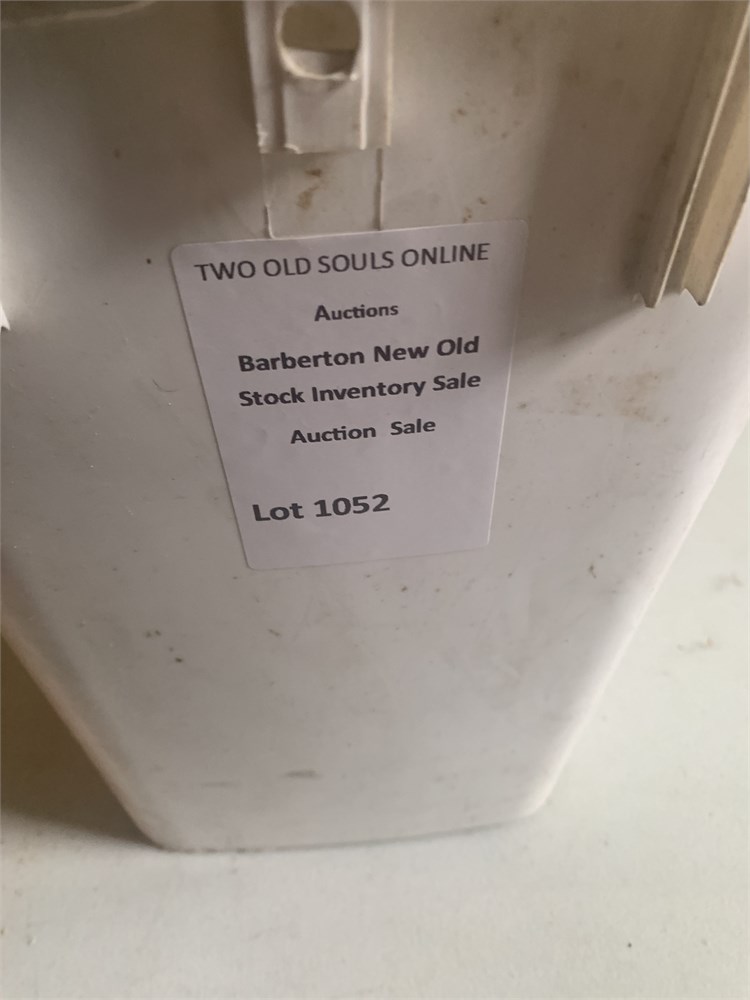 TWO OLD SOULS ONLINE
Auctions
Barberton New Old
Stock Inventory Sale
Auction Sale
Lot 1052